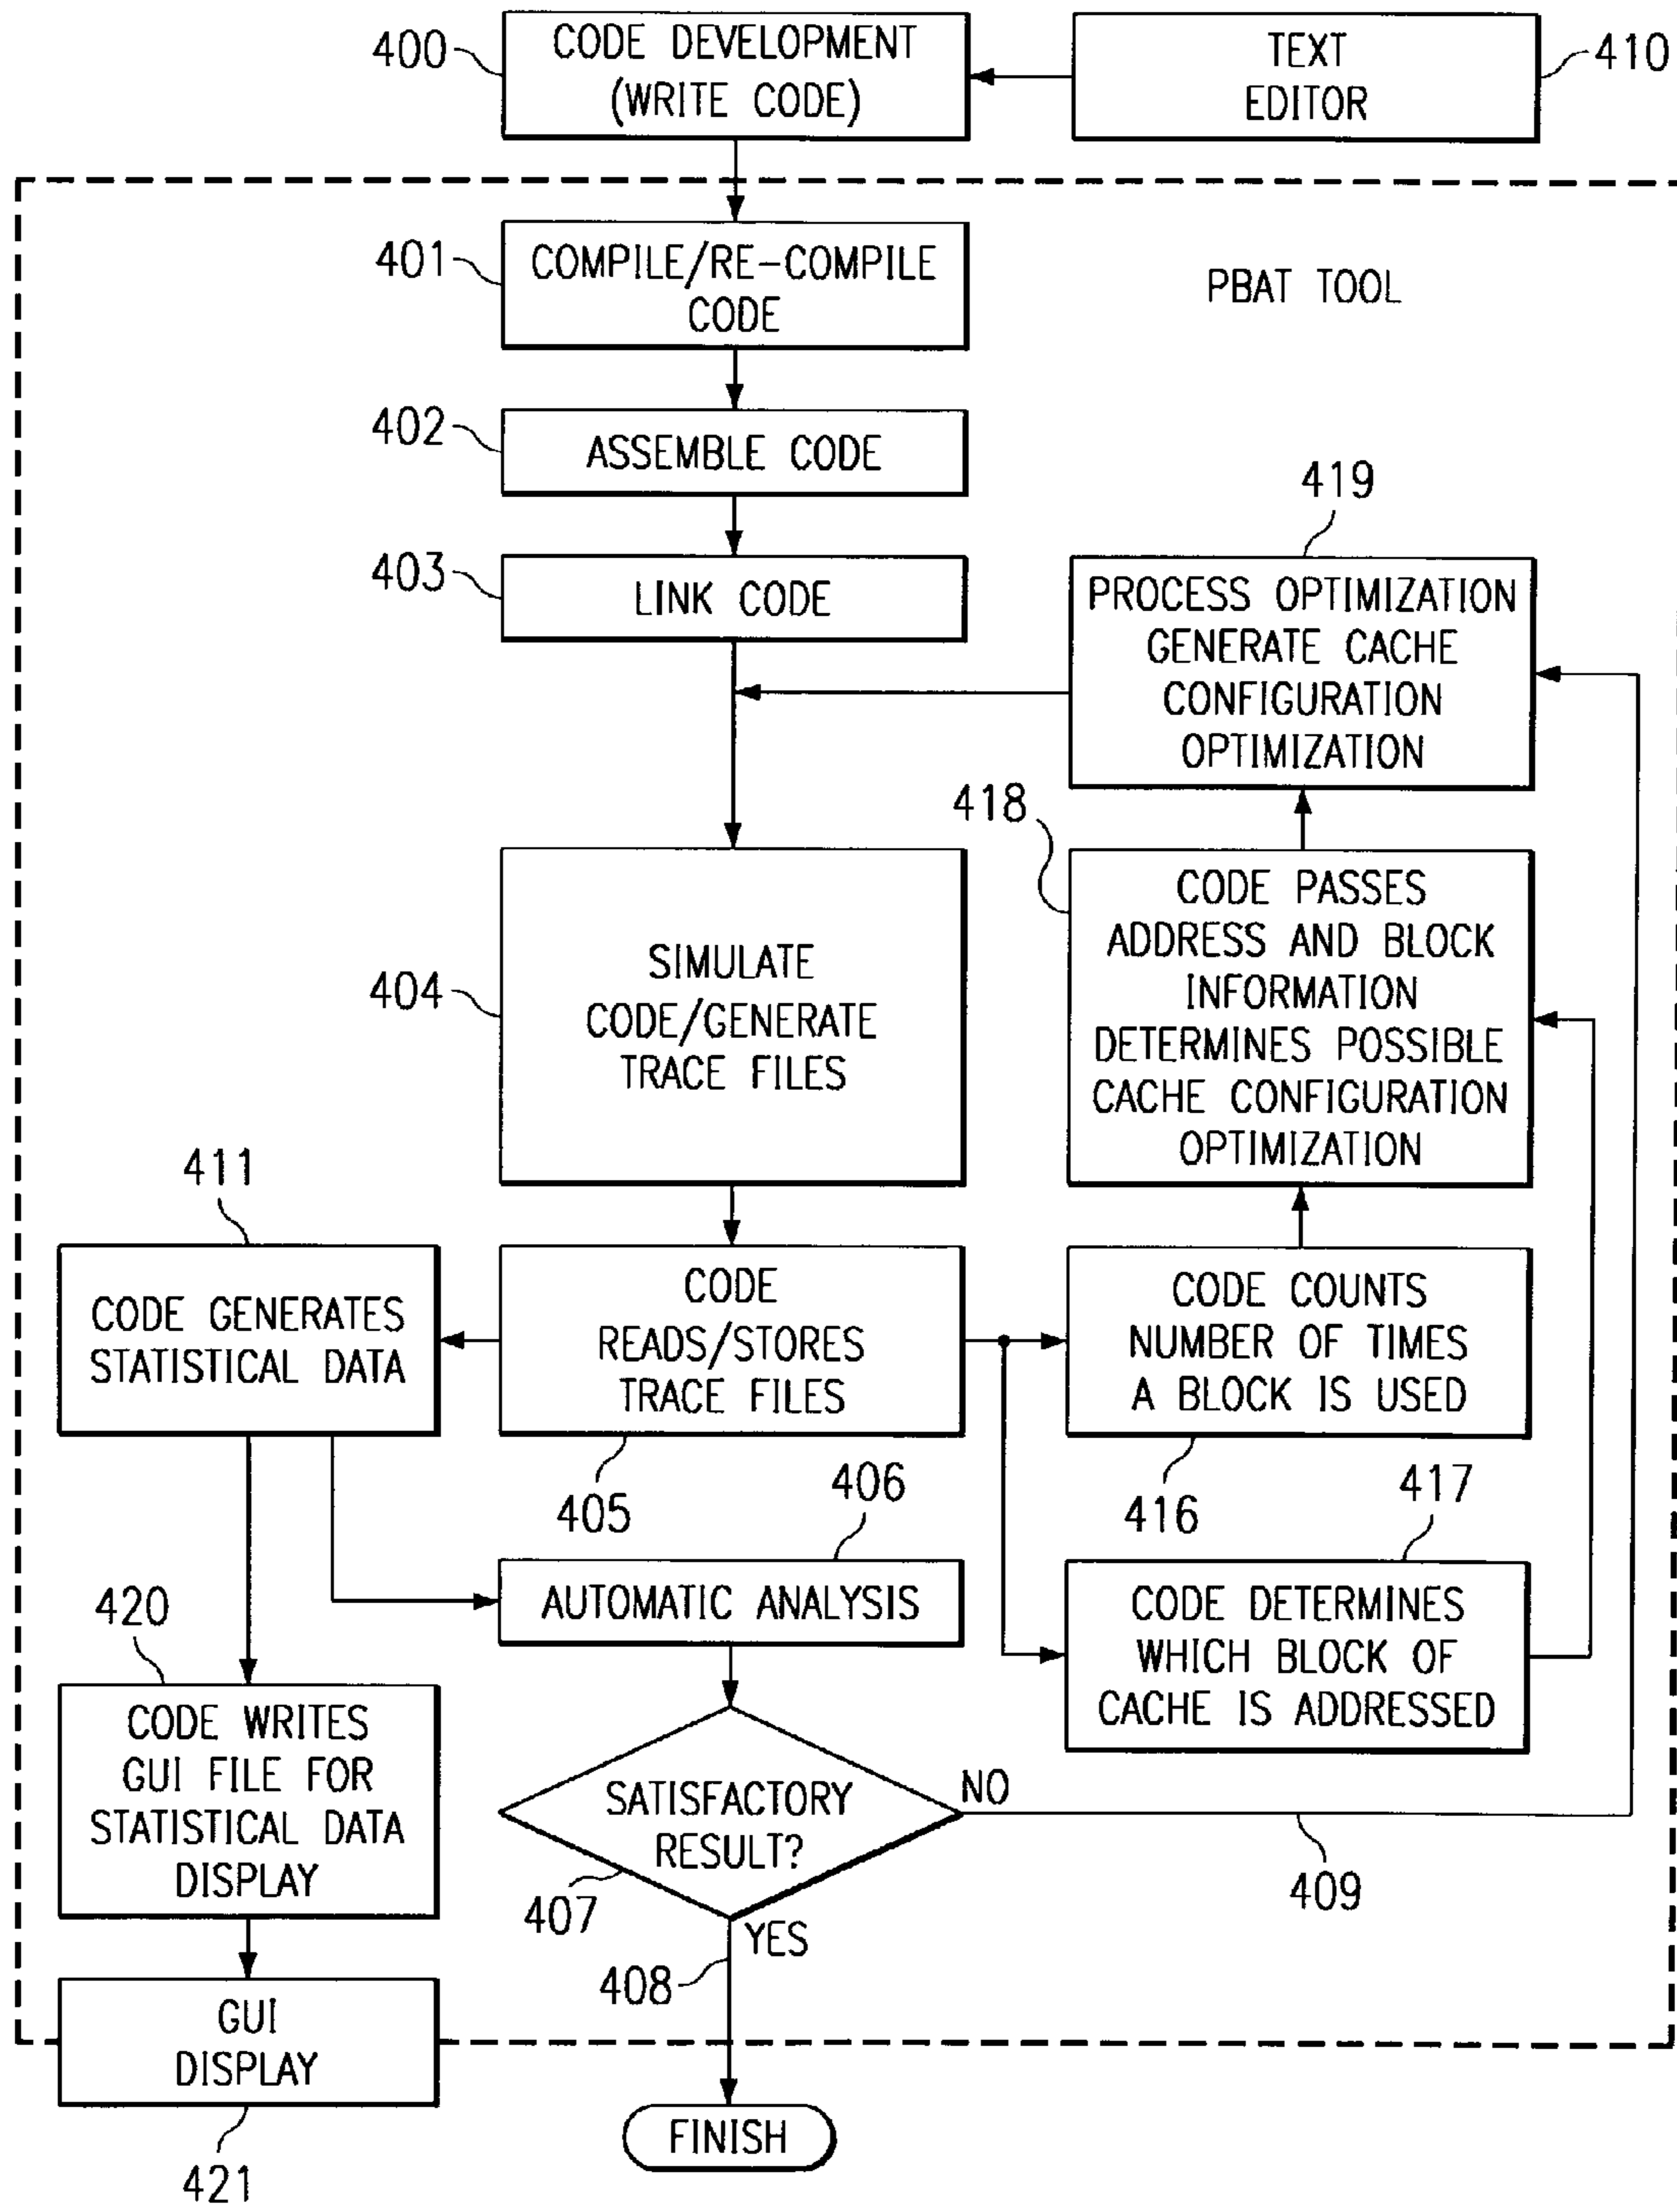 400
CODE DEVELOPMENT
(WRITE CODE)
TEXT
EDITOR
410
401
COMPILE/RE-COMPILE
CODE
PBAT TOOL
402
ASSEMBLE CODE
403
LINK CODE
419
PROCESS OPTIMIZATION
GENERATE CACHE
CONFIGURATION
OPTIMIZATION
404
SIMULATE
CODE/GENERATE
TRACE FILES
418
CODE PASSES
ADDRESS AND BLOCK
INFORMATION
DETERMINES POSSIBLE
CACHE CONFIGURATION
OPTIMIZATION
411
CODE GENERATES
STATISTICAL DATA
CODE
READS/STORES
TRACE FILES
405
CODE COUNTS
NUMBER OF TIMES
A BLOCK IS USED
416
406
AUTOMATIC ANALYSIS
417
CODE DETERMINES
WHICH BLOCK OF
CACHE IS ADDRESSED
420
CODE WRITES
GUI FILE FOR
STATISTICAL DATA
DISPLAY
SATISFACTORY
RESULT?
407
NO
409
YES
408
GUI
DISPLAY
421
FINISH